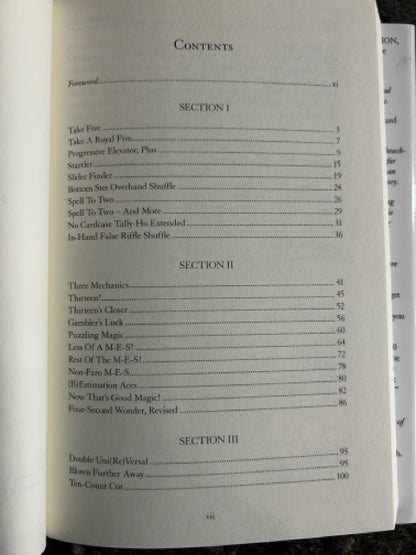 CONTENTS
Foreword xi
SECTION I
Take Five 3
Take A Royal Five 7
Progressive Elevator, Plus 9
Startler 15
Slider Finder 19
Bottom Stet Overhand Shuffle 24
Spell To Two 26
Spell To Two – And More 29
No Cardcase Tally-Ho Extended 31
In-Hand False Riffle Shuffle 36
SECTION II
Three Mechanics 41
Thirteen! 45
Thirteen's Closer 52
Gambler's Luck 56
Puzzling Magic 60
Less Of A M-E-S! 64
Rest Of The M-E-S! 72
Non-Faro M-E-S 78
(B)Estimation Aces 80
Now That's Good Magic! 82
Four-Second Wonder, Revised 86
SECTION III
Double Uni(Re)Versal 93
Blown Further Away 95
Ten-Count Cut 100
vii
ION,